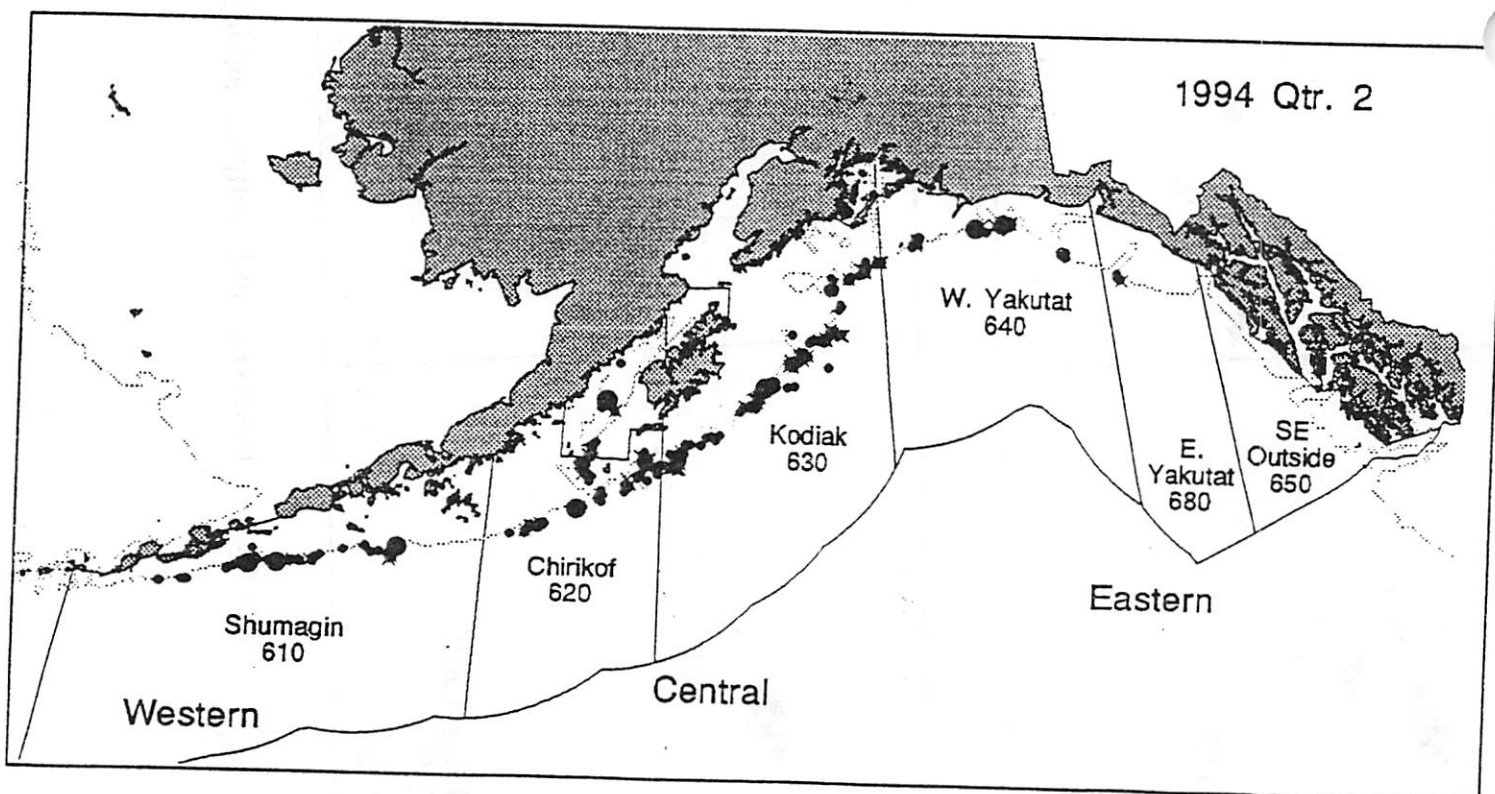 1994 Qtr. 2
W. Yakutat
640
Kodiak
630
E.
Yakutat
680
SE
Outside
650
Chirikof
620
Shumagin
610
Eastern
Central
Western